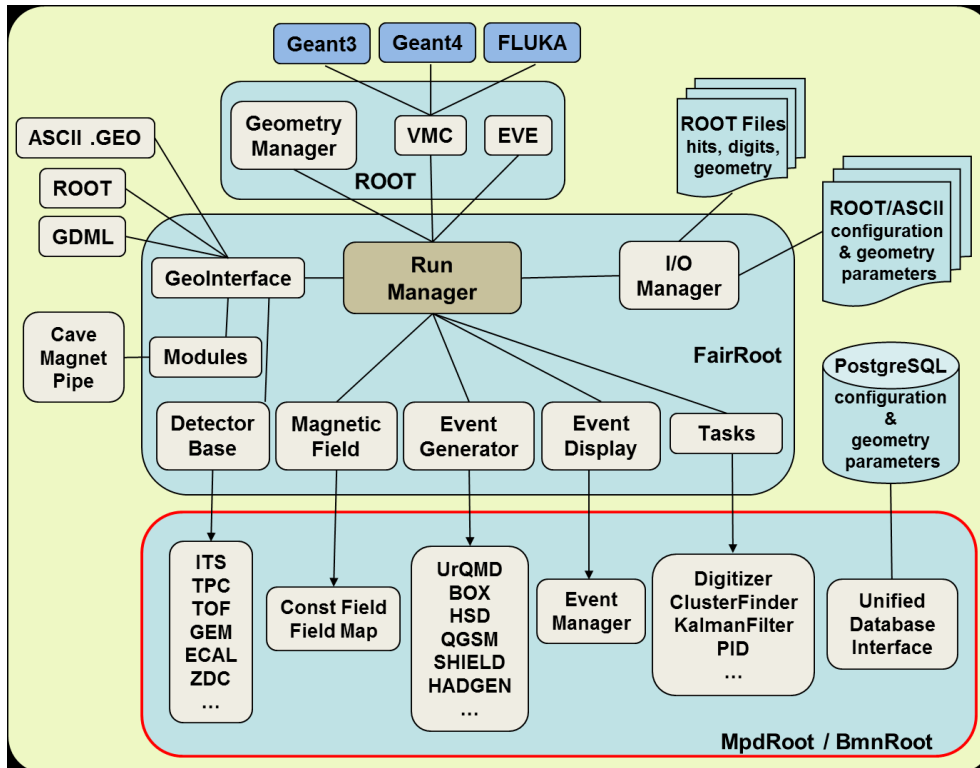 Geant3
Geant4
FLUKA
Geometry
Manager
VMC
EVE
ROOT
ROOT Files
hits, digits,
geometry
ROOT/ASCII
configuration
& geometry
parameters
ASCII .GEO
ROOT
GDML
GeoInterface
Run
Manager
I/O
Manager
Cave
Magnet
Pipe
Modules
FairRoot
PostgreSQL
configuration
&
geometry
parameters
Detector
Base
Magnetic
Field
Event
Generator
Event
Display
Tasks
ITS
TPC
TOF
GEM
ECAL
ZDC
...
Const Field
Field Map
UrQMD
BOX
HSD
QGSM
SHIELD
HADGEN
...
Event
Manager
Digitizer
ClusterFinder
KalmanFilter
PID
...
Unified
Database
Interface
MpdRoot / BmnRoot